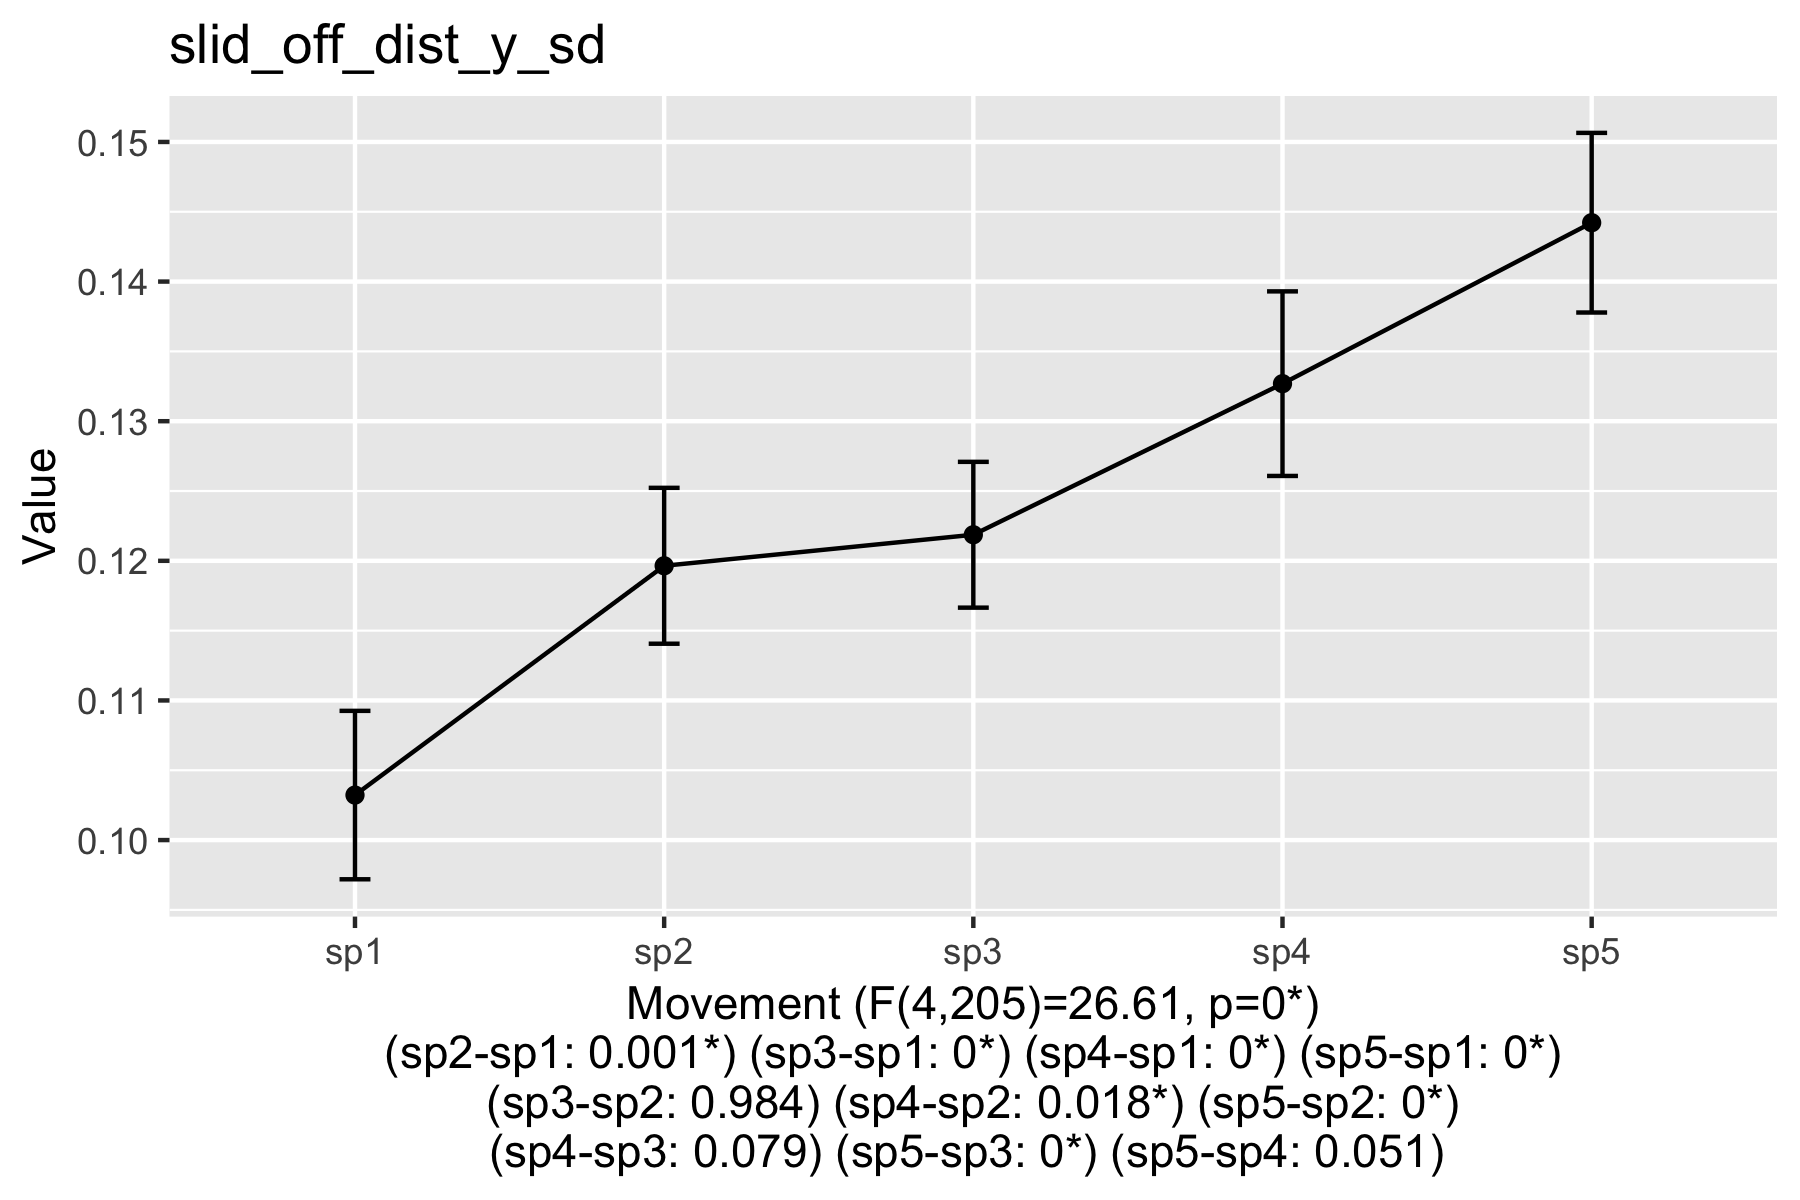 slid_off_dist_y_sd
0.15
0.14
0.13
0.12
0.11
0.10
Value
sp1 sp2 sp3 sp4 sp5
Movement (F(4,205)=26.61, p=0*)
(sp2-sp1: 0.001*) (sp3-sp1: 0*) (sp4-sp1: 0*) (sp5-sp1: 0*)
(sp3-sp2: 0.984) (sp4-sp2: 0.018*) (sp5-sp2: 0*)
(sp4-sp3: 0.079) (sp5-sp3: 0*) (sp5-sp4: 0.051)